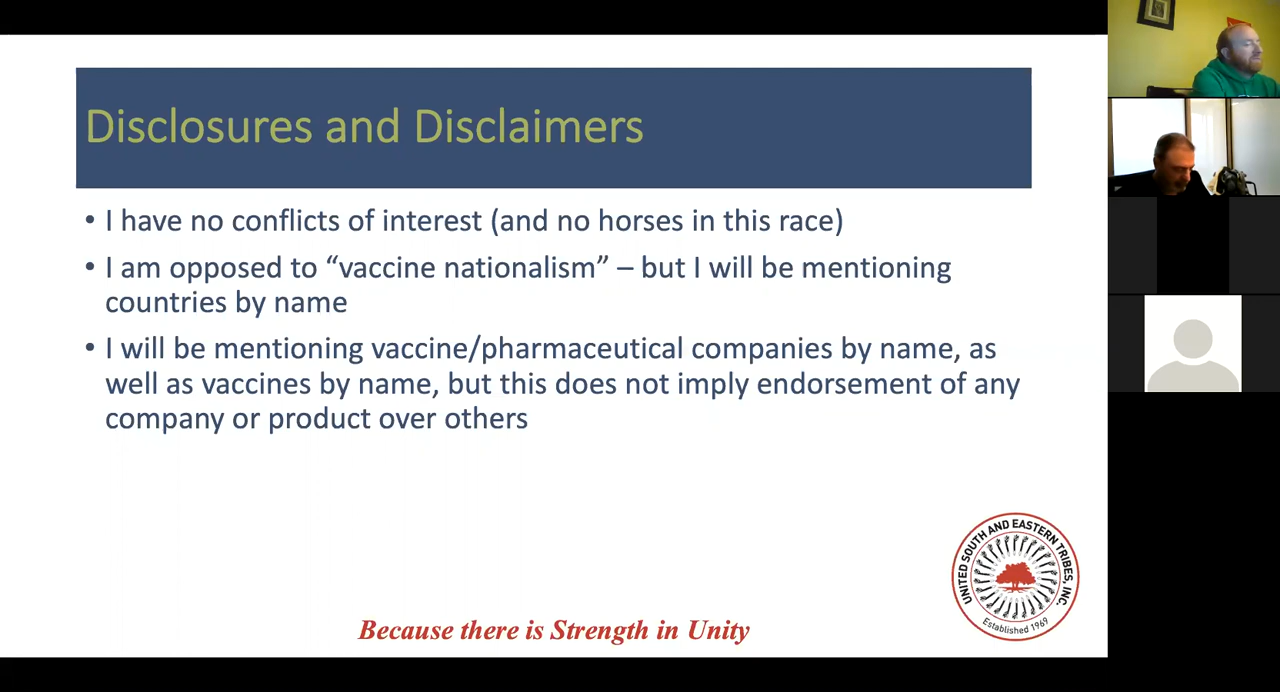 Disclosures and Disclaimers
• I have no conflicts of interest (and no horses in this race)
• I am opposed to “vaccine nationalism” – but I will be mentioning
countries by name
• I will be mentioning vaccine/pharmaceutical companies by name, as
well as vaccines by name, but this does not imply endorsement of any
company or product over others
UNITED SOUTH AND EASTERN TRIBES, INC.
Established 1969
Because there is Strength in Unity